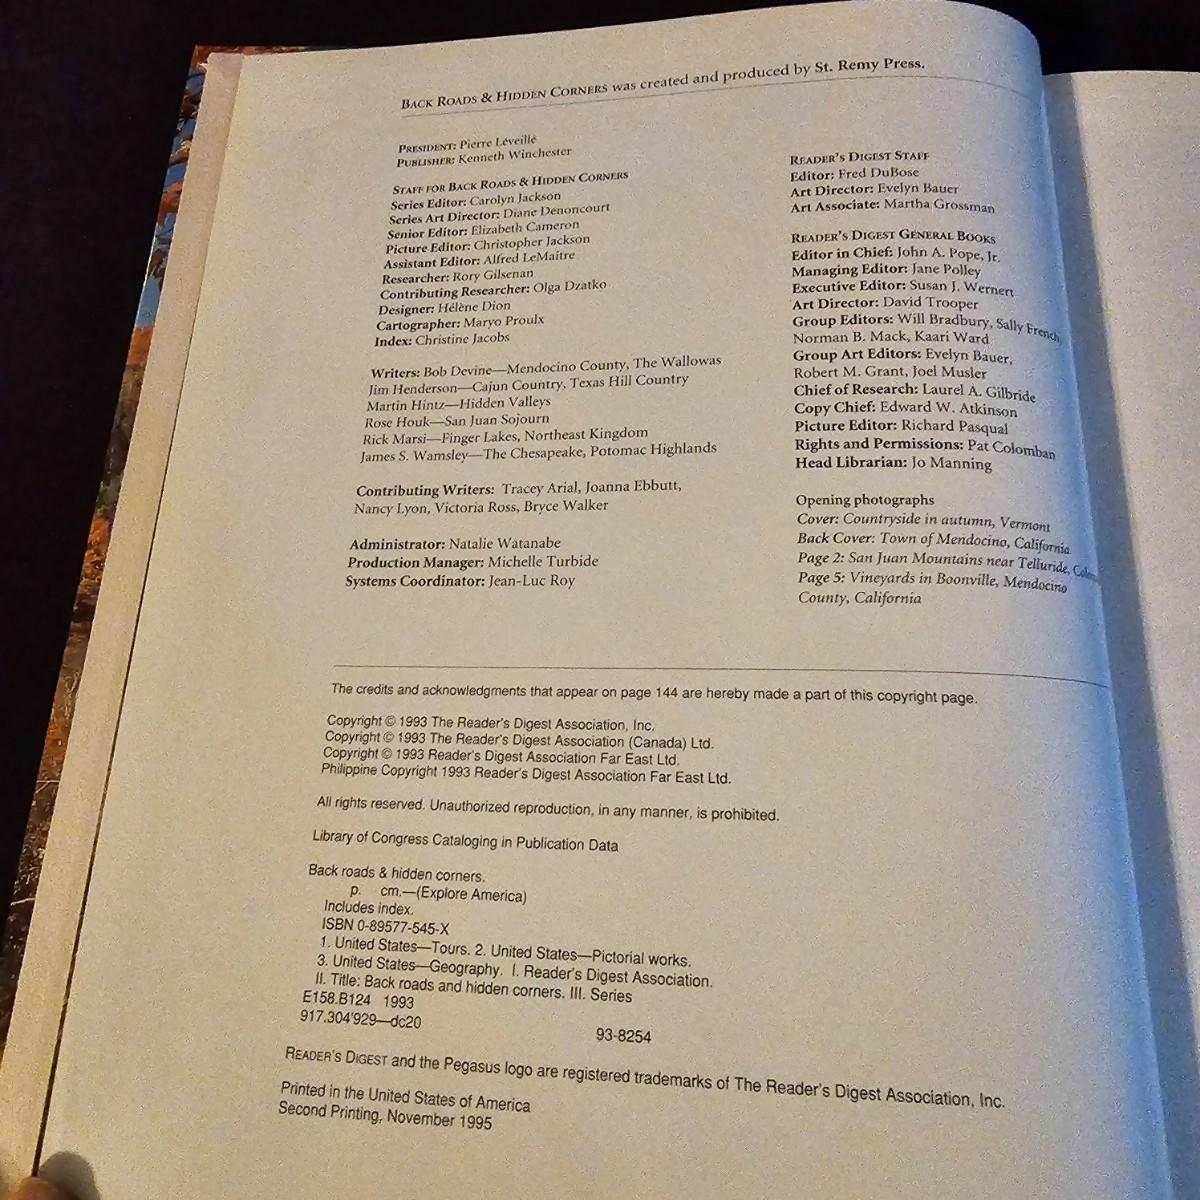 BACK ROADS & HIDDEN CORNERS was created and produced by St. Remy Press.
PRESIDENT: Pierre Léveillé
PUBLISHER: Kenneth Winchester
STAFF FOR BACK ROADS & HIDDEN CORNERS
Series Editor: Carolyn Jackson
Series Art Director: Diane Denoncourt
Senior Editor: Elizabeth Cameron
Picture Editor: Christopher Jackson
Assistant Editor: Alfred LeMaitre
Researcher: Rory Gilsenan
Contributing Researcher: Olga Dzatko
Designer: Hélène Dion
Cartographer: Maryo Proulx
Index: Christine Jacobs
Writers: Bob Devine—Mendocino County, The Wallowas
Jim Henderson—Cajun Country, Texas Hill Country
Martin Hintz—Hidden Valleys
Rose Houk—San Juan Sojourn
Rick Marsi—Finger Lakes, Northeast Kingdom
James S. Wamsley—The Chesapeake, Potomac Highlands
Contributing Writers: Tracey Arial, Joanna Ebbutt,
Nancy Lyon, Victoria Ross, Bryce Walker
Administrator: Natalie Watanabe
Production Manager: Michelle Turbide
Systems Coordinator: Jean-Luc Roy
READER'S DIGEST STAFF
Editor: Fred DuBose
Art Director: Evelyn Bauer
Art Associate: Martha Grossman
READER'S DIGEST GENERAL BOOKS
Editor in Chief: John A. Pope, Jr.
Managing Editor: Jane Polley
Executive Editor: Susan J. Wernert
Art Director: David Trooper
Group Editors: Will Bradbury, Sally French,
Norman B. Mack, Kaari Ward
Group Art Editors: Evelyn Bauer,
Robert M. Grant, Joel Musler
Chief of Research: Laurel A. Gilbride
Copy Chief: Edward W. Atkinson
Picture Editor: Richard Pasqual
Rights and Permissions: Pat Colomban
Head Librarian: Jo Manning
Opening photographs
Cover: Countryside in autumn, Vermont
Back Cover: Town of Mendocino, California
Page 2: San Juan Mountains near Telluride,
Page 5: Vineyards in Boonville, Mendocino
County, California
The credits and acknowledgments that appear on page 144 are hereby made a part of this copyright page.
Copyright © 1993 The Reader's Digest Association, Inc.
Copyright © 1993 The Reader's Digest Association (Canada) Ltd.
Copyright © 1993 Reader's Digest Association Far East Ltd.
Philippine Copyright 1993 Reader's Digest Association Far East Ltd.
All rights reserved. Unauthorized reproduction, in any manner, is prohibited.
Library of Congress Cataloging in Publication Data
Back roads & hidden corners.
p. cm.—(Explore America)
Includes index.
ISBN 0-89577-545-X
1. United States—Tours. 2. United States—Pictorial works.
3. United States—Geography. I. Reader's Digest Association.
II. Title: Back roads and hidden corners. III. Series
E158.B124 1993
917.304'929—dc20
93-8254
READER'S DIGEST and the Pegasus logo are registered trademarks of The Reader's Digest Association, Inc.
Printed in the United States of America
Second Printing, November 1995